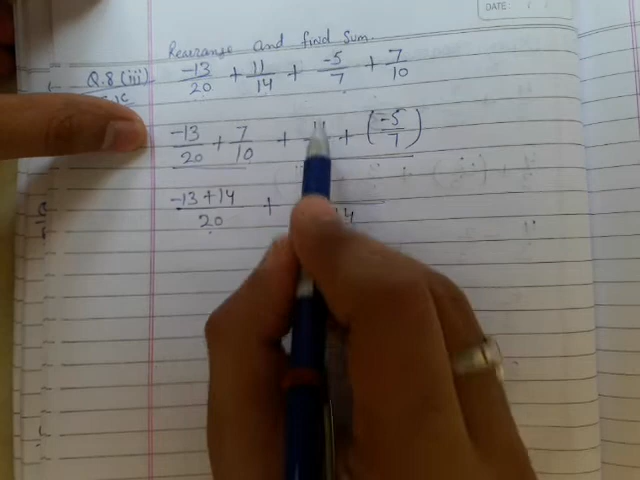 DATE
Rearrange and find Sum.
Q.8 (iii) -13/20 + 11/14 + -5/7 + 7/10
-13/20 + 7/10 + + (-5/7)
-13+14/20 + 14